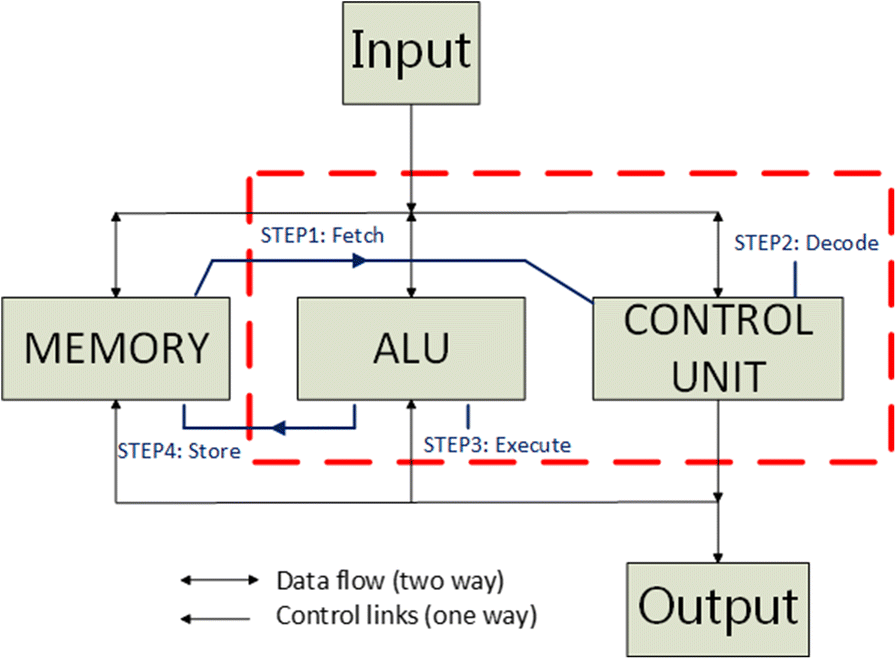 Input
STEP1: Fetch
STEP2: Decode
MEMORY
ALU
CONTROL
UNIT
STEP4: Store
STEP3: Execute
Data flow (two way)
Control links (one way)
Output